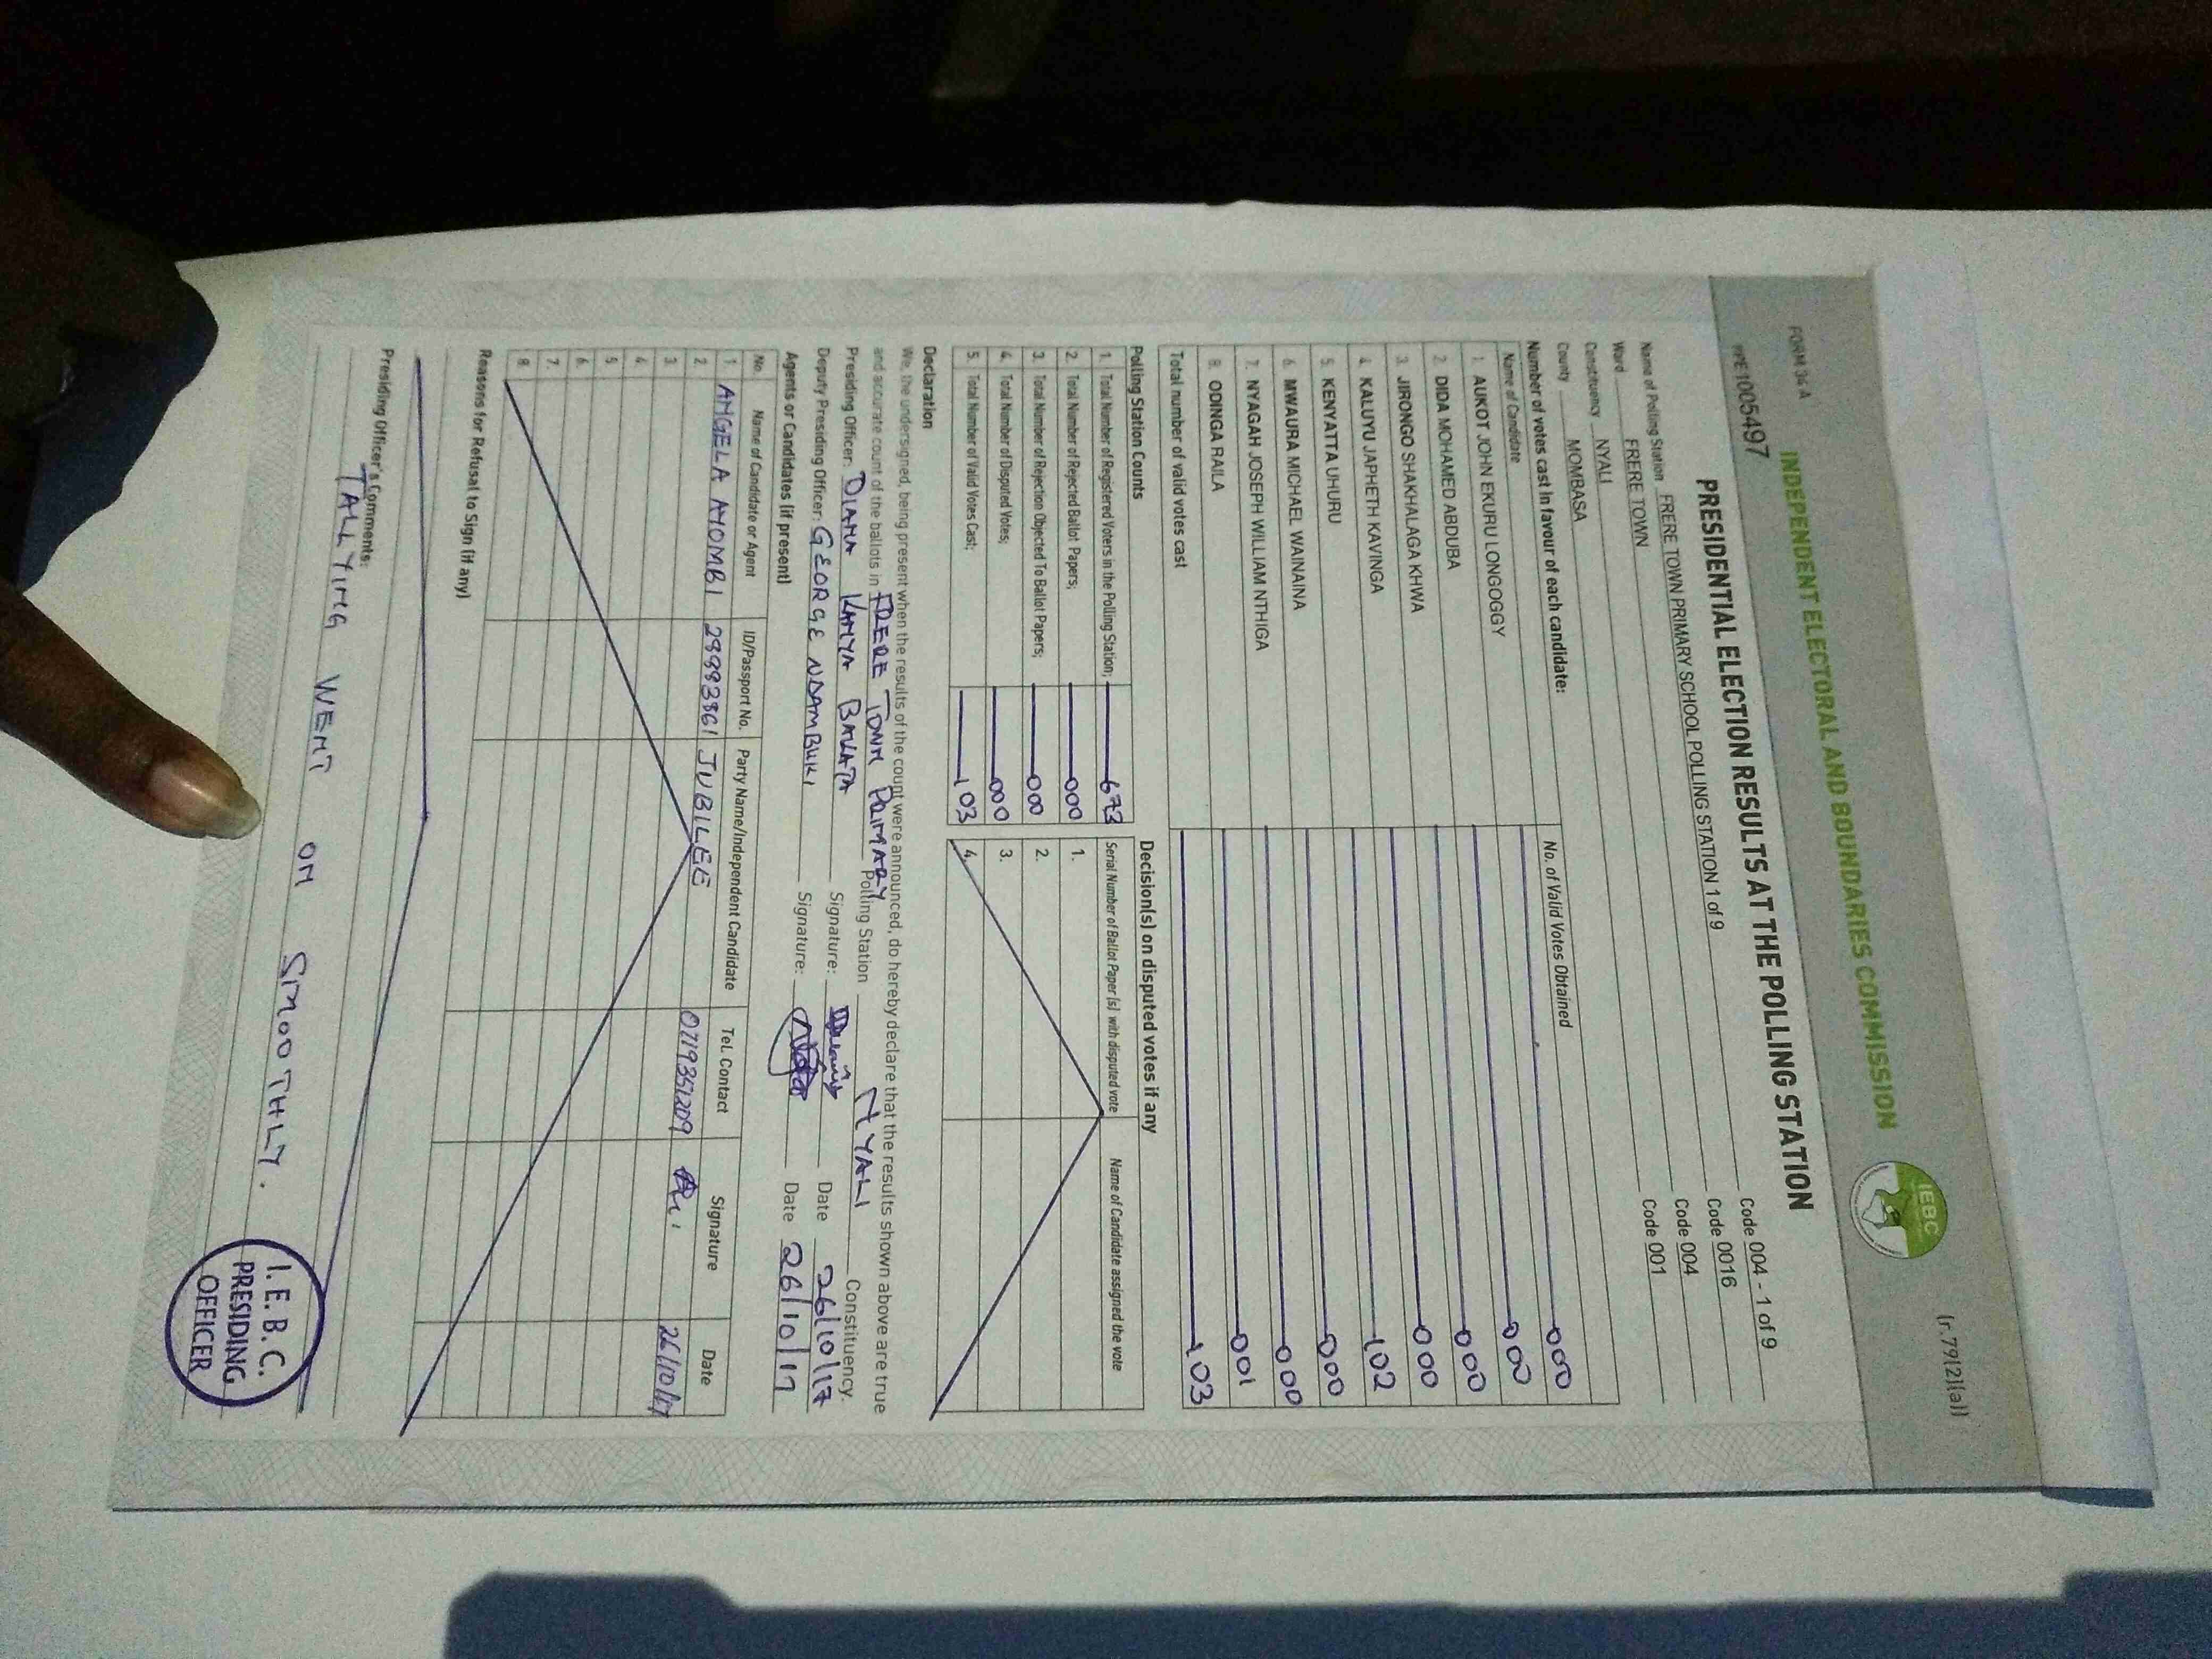 FORM 34A
(r.79(2)(a))
INDEPENDENT ELECTORAL AND BOUNDARIES COMMISSION
IEBC
PPE 1005497
PRESIDENTIAL ELECTION RESULTS AT THE POLLING STATION
Name of Polling Station FRERE TOWN PRIMARY SCHOOL POLLING STATION 1 of 9 Code 004 - 1 of 9
Ward FRERE TOWN Code 0016
Constituency NYALI Code 004
County MOMBASA Code 001
Number of votes cast in favour of each candidate:
Name of Candidate No. of Valid Votes Obtained
1. AUKOT JOHN EKURU LONGOGGY 000
2. DIDA MOHAMED ABDUBA 000
3. JIRONGO SHAKHALAGA KHWA 000
4. KALUYU JAPHETH KAVINGA 000
5. KENYATTA UHURU 102
6. MWAURA MICHAEL WAINAINA 000
7. NYAGAH JOSEPH WILLIAM NTHIGA 000
8. ODINGA RAILA 001
Total number of valid votes cast 103
Polling Station Counts
1. Total Number of Registered Voters in the Polling Station; 673
2. Total Number of Rejected Ballot Papers; 000
3. Total Number of Rejection Objected To Ballot Papers; 000
4. Total Number of Disputed Votes; 000
5. Total Number of Valid Votes Cast; 103
Decision(s) on disputed votes if any
Serial Number of Ballot Paper (s) with disputed vote Name of Candidate assigned the vote
1.
2.
3.
4.
Declaration
We, the undersigned, being present when the results of the count were announced, do hereby declare that the results shown above are true
and accurate count of the ballots in FRERE TOWN PRIMARY Polling Station NYALI Constituency.
Presiding Officer: DIANA KANYA BALATA Signature: Date 26/10/17
Deputy Presiding Officer: GEORGE NDAMBUKI Signature: Date 26/10/17
Agents or Candidates (if present)
No. Name of Candidate or Agent ID/Passport No. Party Name/Independent Candidate Tel. Contact Signature Date
1 ANGELA AYOMBI JUBILEE 0719351209 26/10/17
2.
3.
4.
5.
6.
7.
8.
Reasons for Refusal to Sign (if any)
Presiding Officer's Comments:
TALLYING WENT ON SMOOTHLY.
I. E. B. C.
PRESIDING
OFFICER